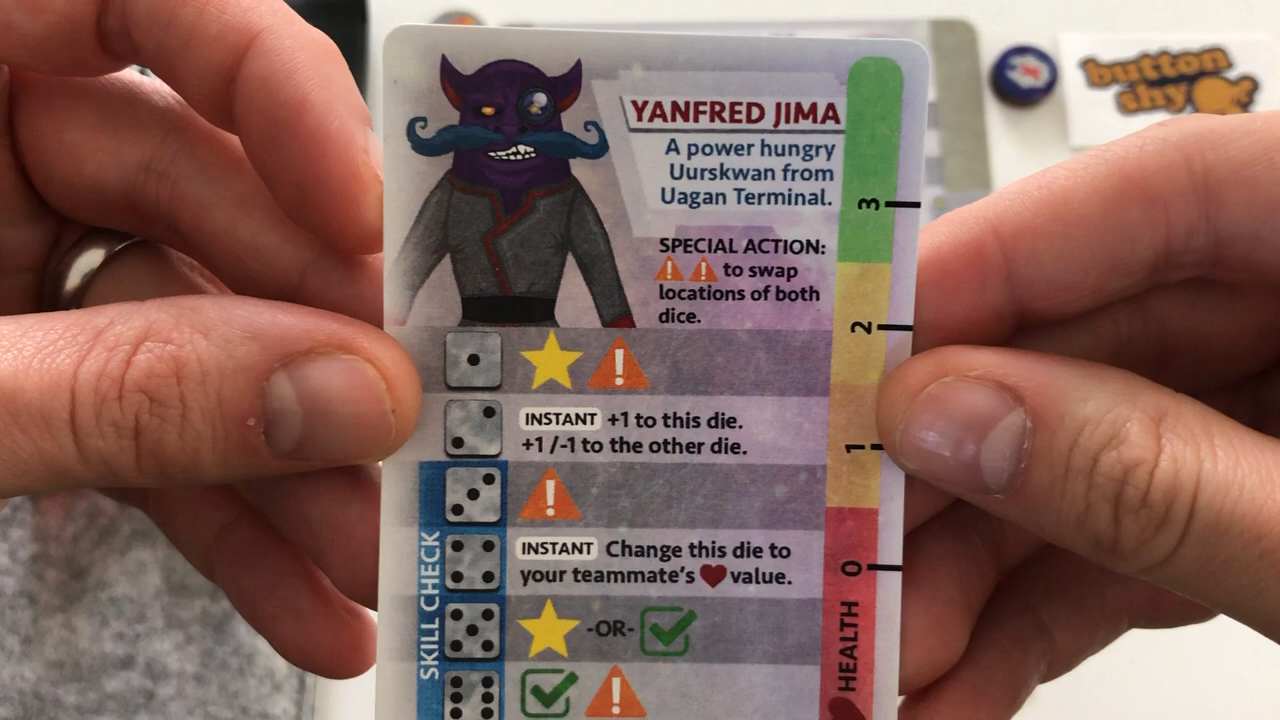 button
shy
YANFRED JIMA
A power hungry
Uurskwan from
Uagan Terminal.
SPECIAL ACTION:
to swap
locations of both
dice.
3
2
1
0
HEALTH
INSTANT +1 to this die.
+1/-1 to the other die.
SKILL CHECK
INSTANT Change this die to
your teammate's value.
-OR-